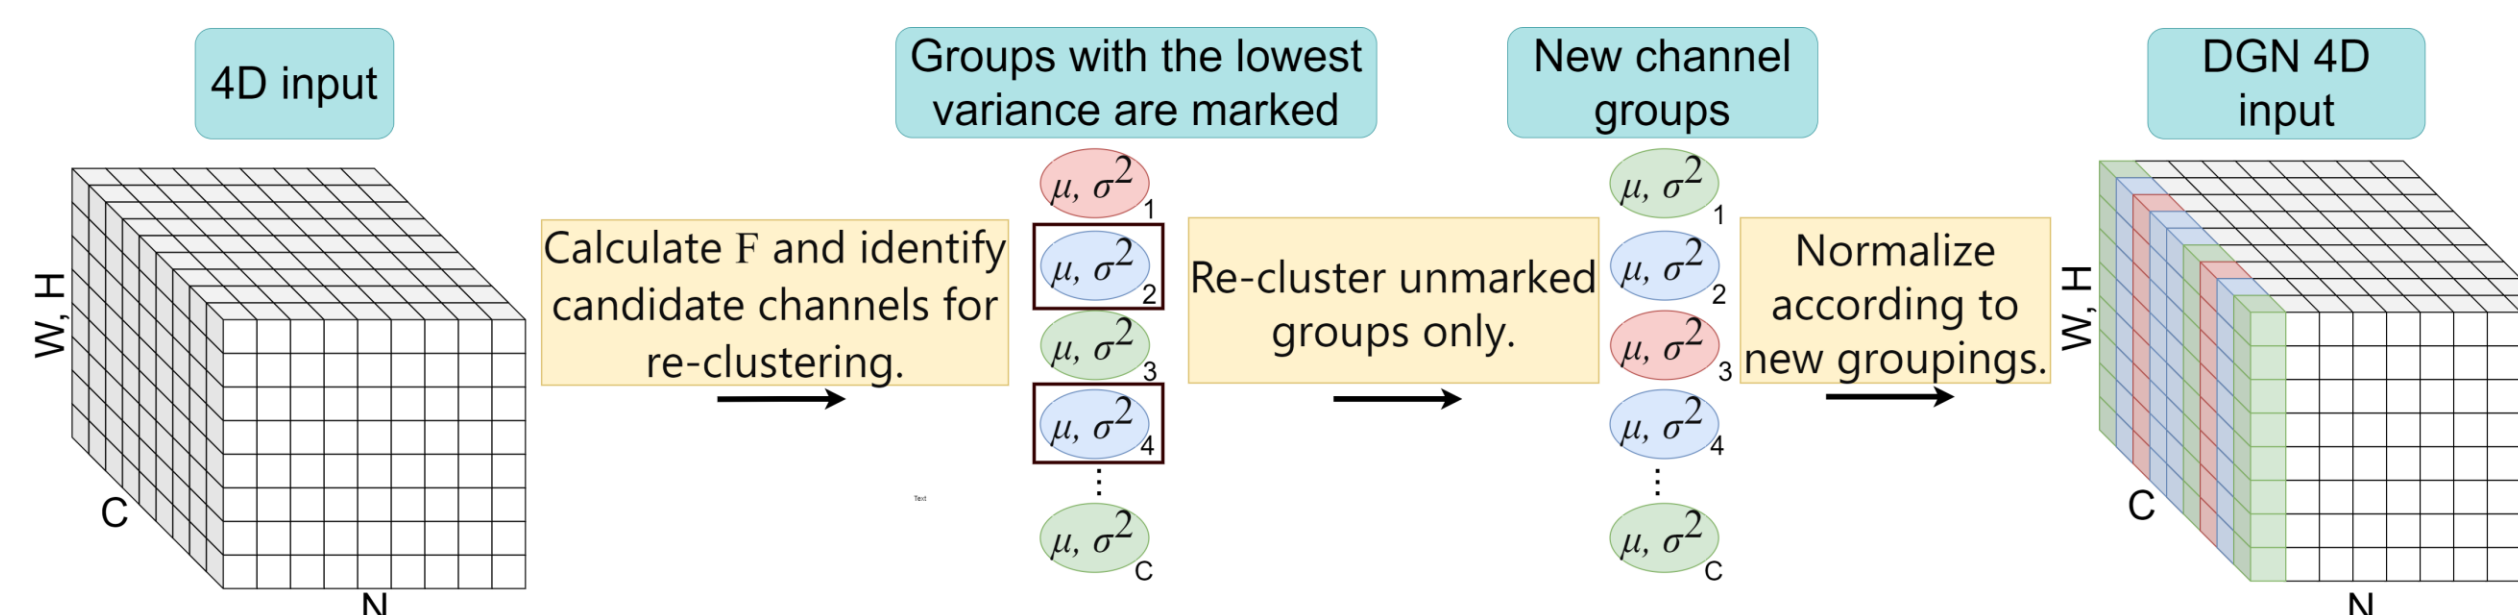 4D input
W, H
C
N
Calculate F and identify
candidate channels for
re-clustering.
Groups with the lowest
variance are marked
μ, σ²
1
μ, σ²
2
μ, σ²
3
μ, σ²
4
⋮
μ, σ²
C
Text
Re-cluster unmarked
groups only.
New channel
groups
μ, σ²
1
μ, σ²
2
μ, σ²
3
μ, σ²
4
⋮
μ, σ²
C
Normalize
according to
new groupings.
DGN 4D
input
W, H
C
N